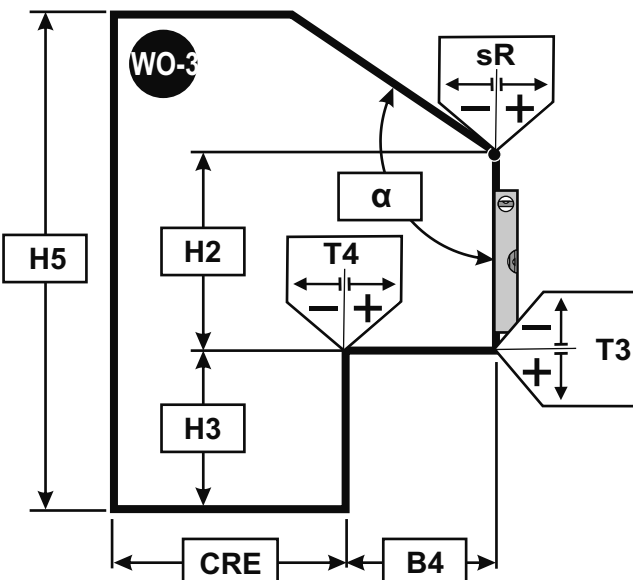 WO-3
sR
− +
α
H5
H2
T4
− +
−
T3
+
H3
CRE
B4